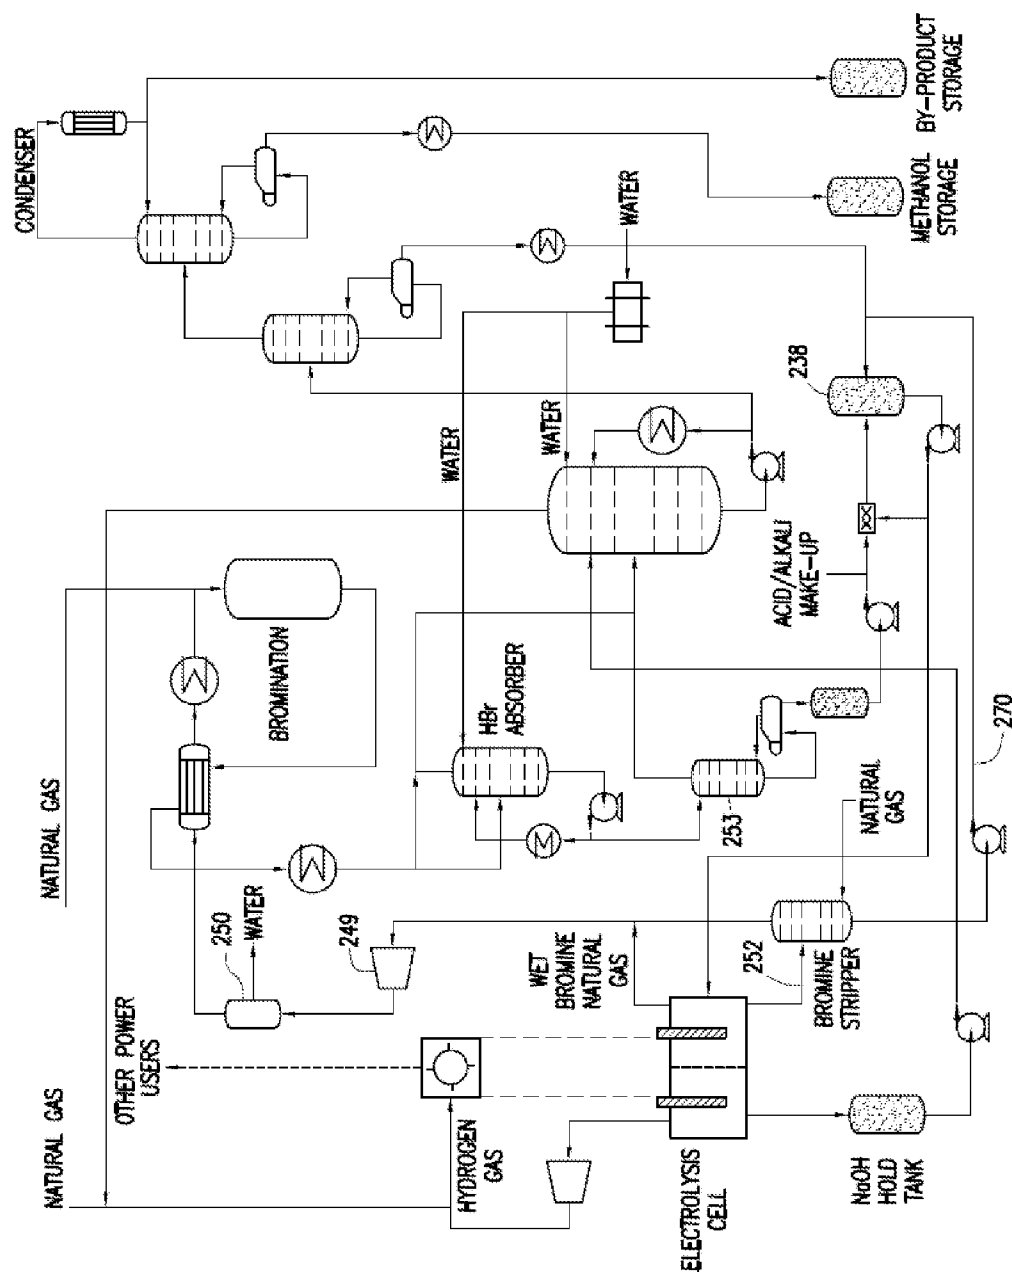 NATURAL GAS
OTHER POWER
USERS
250
WATER
249
HYDROGEN
GAS
ELECTROLYSIS
CELL
NaOH
HOLD
TANK
WET
BROMINE
NATURAL
GAS
252
BROMINE
STRIPPER
NATURAL GAS
BROMINATION
HBr
ABSORBER
253
NATURAL
GAS
270
ACID/ALKALI
MAKE-UP
WATER
WATER
238
WATER
CONDENSER
METHANOL
STORAGE
BY-PRODUCT
STORAGE